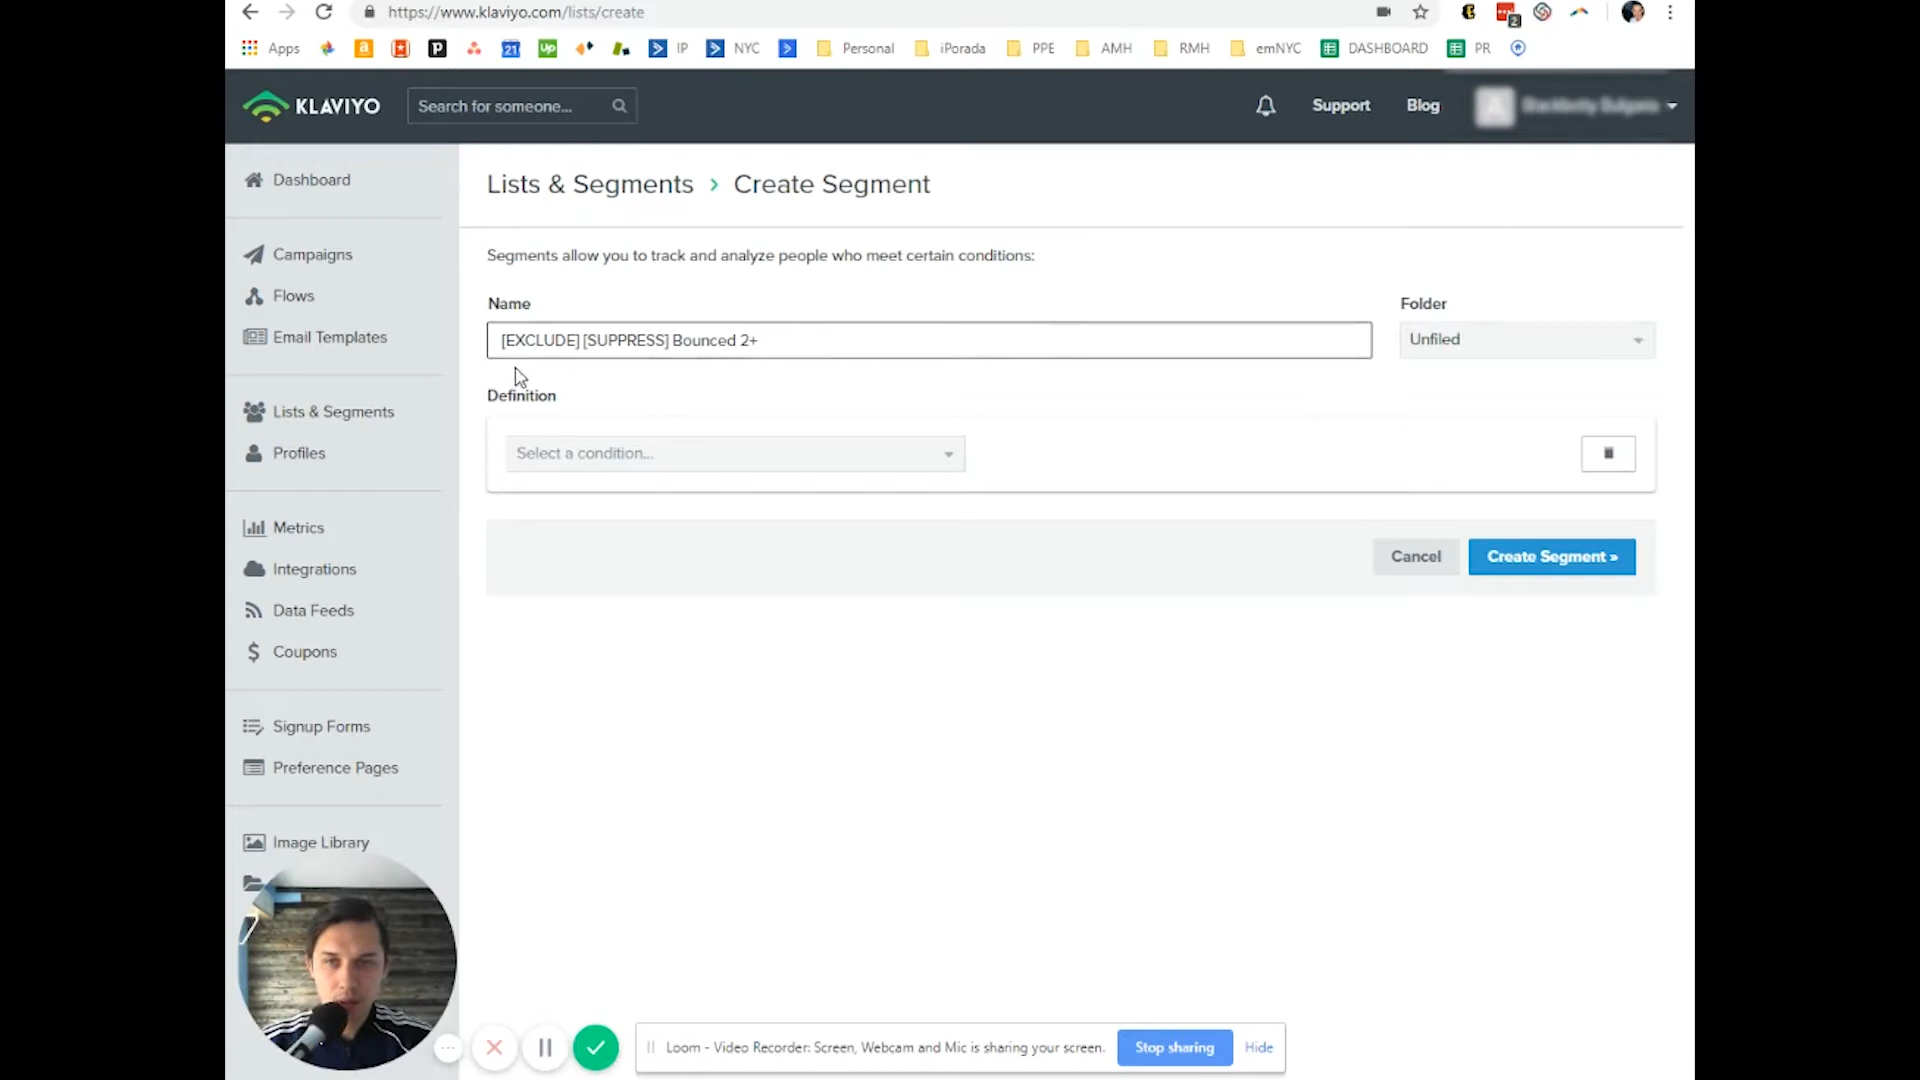 https://www.klaviyo.com/lists/create
2
Apps
21
up
IP
NYC
Personal
iPorada
PPE
AMH
RMH
emNYC
DASHBOARD
PR
KLAVIYO
Search for someone...
Support
Blog
Dashboard
Campaigns
Flows
Email Templates
Lists & Segments
Profiles
Metrics
Integrations
Data Feeds
Coupons
Signup Forms
Preference Pages
Image Library
Lists & Segments › Create Segment
Segments allow you to track and analyze people who meet certain conditions:
Name
Folder
[EXCLUDE] [SUPPRESS] Bounced 2+
Unfiled
Definition
Select a condition...
Cancel
Create Segment »
Loom - Video Recorder: Screen, Webcam and Mic is sharing your screen.
Stop sharing
Hide